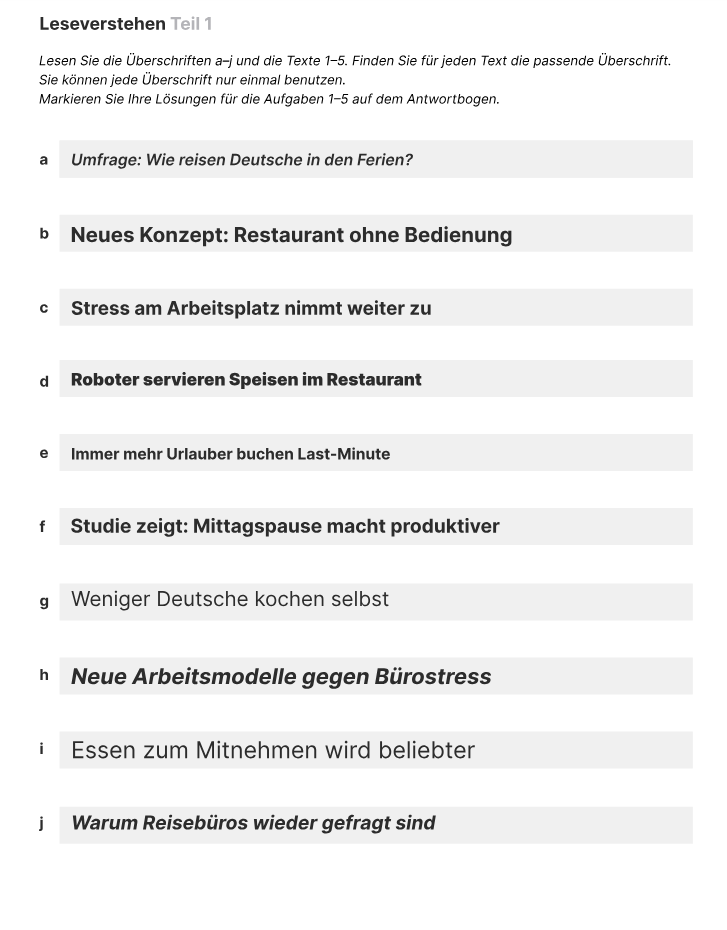 Leseverstehen Teil 1
Lesen Sie die Überschriften a–j und die Texte 1–5. Finden Sie für jeden Text die passende Überschrift.
Sie können jede Überschrift nur einmal benutzen.
Markieren Sie Ihre Lösungen für die Aufgaben 1–5 auf dem Antwortbogen.
a Umfrage: Wie reisen Deutsche in den Ferien?
b Neues Konzept: Restaurant ohne Bedienung
c Stress am Arbeitsplatz nimmt weiter zu
d Roboter servieren Speisen im Restaurant
e Immer mehr Urlauber buchen Last-Minute
f Studie zeigt: Mittagspause macht produktiver
g Weniger Deutsche kochen selbst
h Neue Arbeitsmodelle gegen Bürostress
i Essen zum Mitnehmen wird beliebter
j Warum Reisebüros wieder gefragt sind